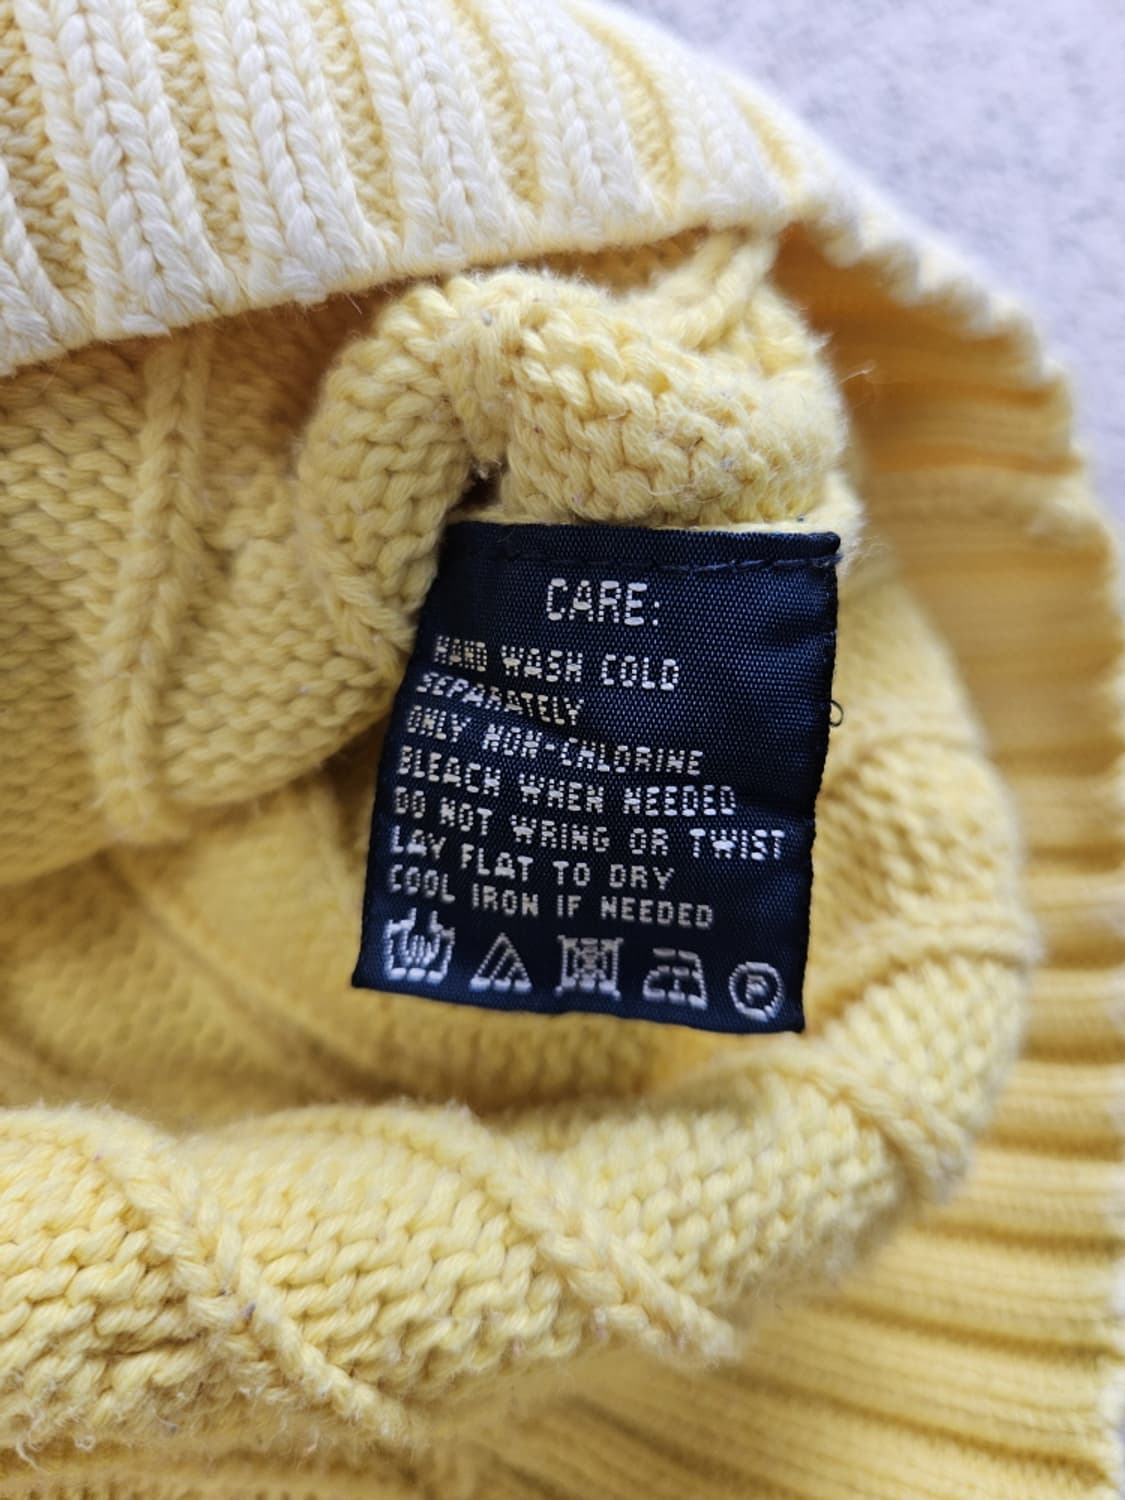 CARE:
HAND WASH COLD
SEPARATELY
ONLY NON-CHLORINE
BLEACH WHEN NEEDED
DO NOT WRING OR TWIST
LAY FLAT TO DRY
COOL IRON IF NEEDED
P